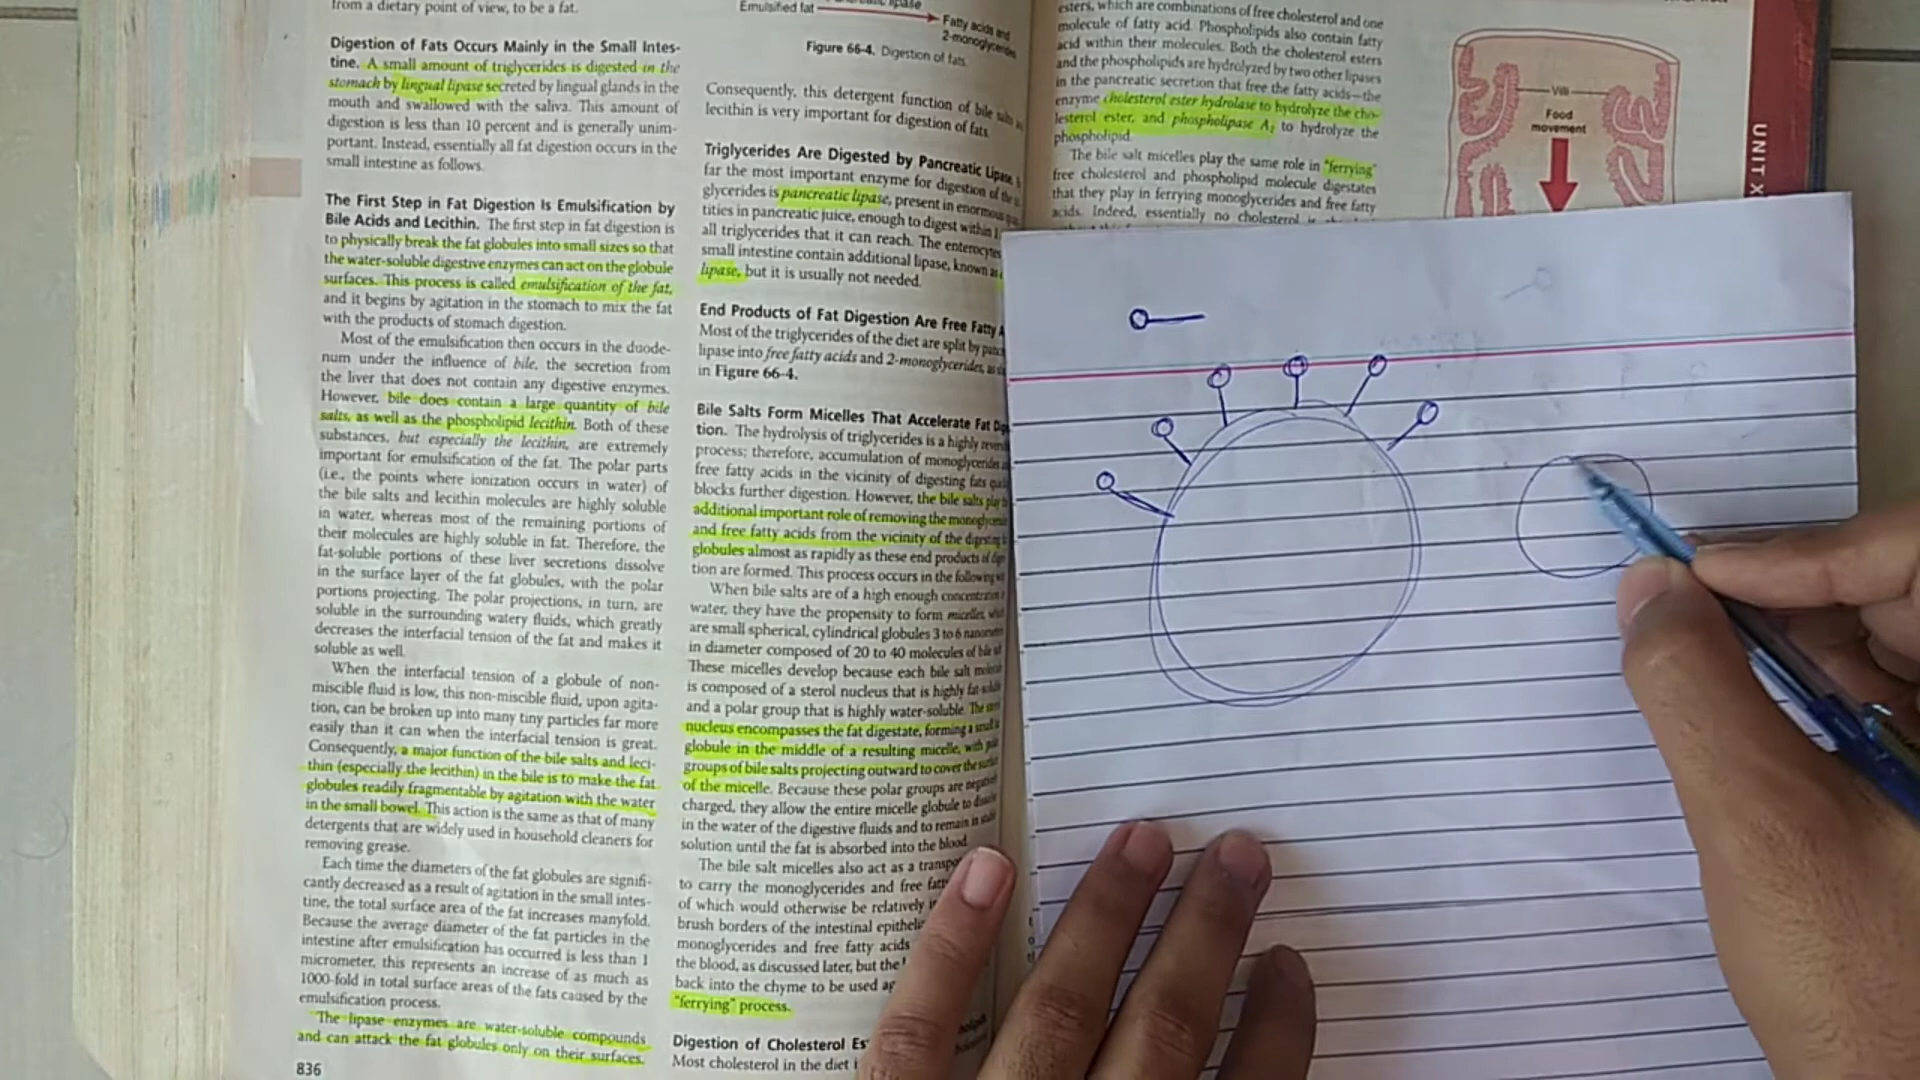 from a dietary point of view, to be a fat.
Digestion of Fats Occurs Mainly in the Small Intes-
tine. A small amount of triglycerides is digested in the
stomach by lingual lipase secreted by lingual glands in the
mouth and swallowed with the saliva. This amount of
digestion is less than 10 percent and is generally unim-
portant. Instead, essentially all fat digestion occurs in the
small intestine as follows.
The First Step in Fat Digestion Is Emulsification by
Bile Acids and Lecithin. The first step in fat digestion is
to physically break the fat globules into small sizes so that
the water-soluble digestive enzymes can act on the globule
surfaces. This process is called emulsification of the fat,
and it begins by agitation in the stomach to mix the fat
with the products of stomach digestion.
Most of the emulsification then occurs in the duode-
num under the influence of bile, the secretion from
the liver that does not contain any digestive enzymes.
However, bile does contain a large quantity of bile
salts, as well as the phospholipid lecithin. Both of these
substances, but especially the lecithin, are extremely
important for emulsification of the fat. The polar parts
(i.e., the points where ionization occurs in water) of
the bile salts and lecithin molecules are highly soluble
in water, whereas most of the remaining portions of
their molecules are highly soluble in fat. Therefore, the
fat-soluble portions of these liver secretions dissolve
in the surface layer of the fat globules, with the polar
portions projecting. The polar projections, in turn, are
soluble in the surrounding watery fluids, which greatly
decreases the interfacial tension of the fat and makes it
soluble as well.
When the interfacial tension of a globule of non-
miscible fluid is low, this non-miscible fluid, upon agita-
tion, can be broken up into many tiny particles far more
easily than it can when the interfacial tension is great.
Consequently, a major function of the bile salts and leci-
thin (especially the lecithin) in the bile is to make the fat
globules readily fragmentable by agitation with the water
in the small bowel. This action is the same as that of many
detergents that are widely used in household cleaners for
removing grease.
Each time the diameters of the fat globules are signifi-
cantly decreased as a result of agitation in the small intes-
tine, the total surface area of the fat increases manyfold.
Because the average diameter of the fat particles in the
intestine after emulsification has occurred is less than 1
micrometer, this represents an increase of as much as
1000-fold in total surface areas of the fats caused by the
emulsification process.
The lipase enzymes are water-soluble compounds
and can attack the fat globules only on their surfaces.
836
lipase
Emulsified fat
Fatty acids and
2-monoglycerides
Figure 66-4. Digestion of fats.
Consequently, this detergent function of bile salts
lecithin is very important for digestion of fats.
Triglycerides Are Digested by Pancreatic Lipase
far the most important enzyme for digestion of the
glycerides is pancreatic lipase, present in enormous
tities in pancreatic juice, enough to digest within 1
all triglycerides that it can reach. The enterocytes
small intestine contain additional lipase, known as
lipase, but it is usually not needed.
End Products of Fat Digestion Are Free Fatty
Most of the triglycerides of the diet are split by
lipase into free fatty acids and 2-monoglycerides,
in Figure 66-4.
Bile Salts Form Micelles That Accelerate Fat
tion. The hydrolysis of triglycerides is a highly
process; therefore, accumulation of monoglycerides
free fatty acids in the vicinity of digesting fats
blocks further digestion. However, the bile salts
additional important role of removing the
and free fatty acids from the vicinity of the
globules almost as rapidly as these end products of
tion are formed. This process occurs in the following
When bile salts are of a high enough concentration
water, they have the propensity to form micelles,
are small spherical, cylindrical globules 3 to 6
in diameter composed of 20 to 40 molecules of bile
These micelles develop because each bile salt
is composed of a sterol nucleus that is highly
and a polar group that is highly water-soluble. The
nucleus encompasses the fat digestate, forming a small
globule in the middle of a resulting micelle, with
groups of bile salts projecting outward to cover the
of the micelle. Because these polar groups are
charged, they allow the entire micelle globule to
in the water of the digestive fluids and to remain in
solution until the fat is absorbed into the blood.
The bile salt micelles also act as a
to carry the monoglycerides and free
of which would otherwise be relatively
brush borders of the intestinal
monoglycerides and free fatty acids
the blood, as discussed later, but the
back into the chyme to be used
"ferrying" process.
Digestion of Cholesterol
Most cholesterol in the diet
esters, which are combinations of free cholesterol and one
molecule of fatty acid. Phospholipids also contain fatty
acid within their molecules. Both the cholesterol esters
and the phospholipids are hydrolyzed by two other lipases
in the pancreatic secretion that free the fatty acids—the
enzyme cholesterol ester hydrolase to hydrolyze the cho-
lesterol ester, and phospholipase A2 to hydrolyze the
phospholipid.
The bile salt micelles play the same role in "ferrying"
free cholesterol and phospholipid molecule digestates
that they play in ferrying monoglycerides and free fatty
acids. Indeed, essentially no cholesterol is
Villi
Food
movement
UNIT X